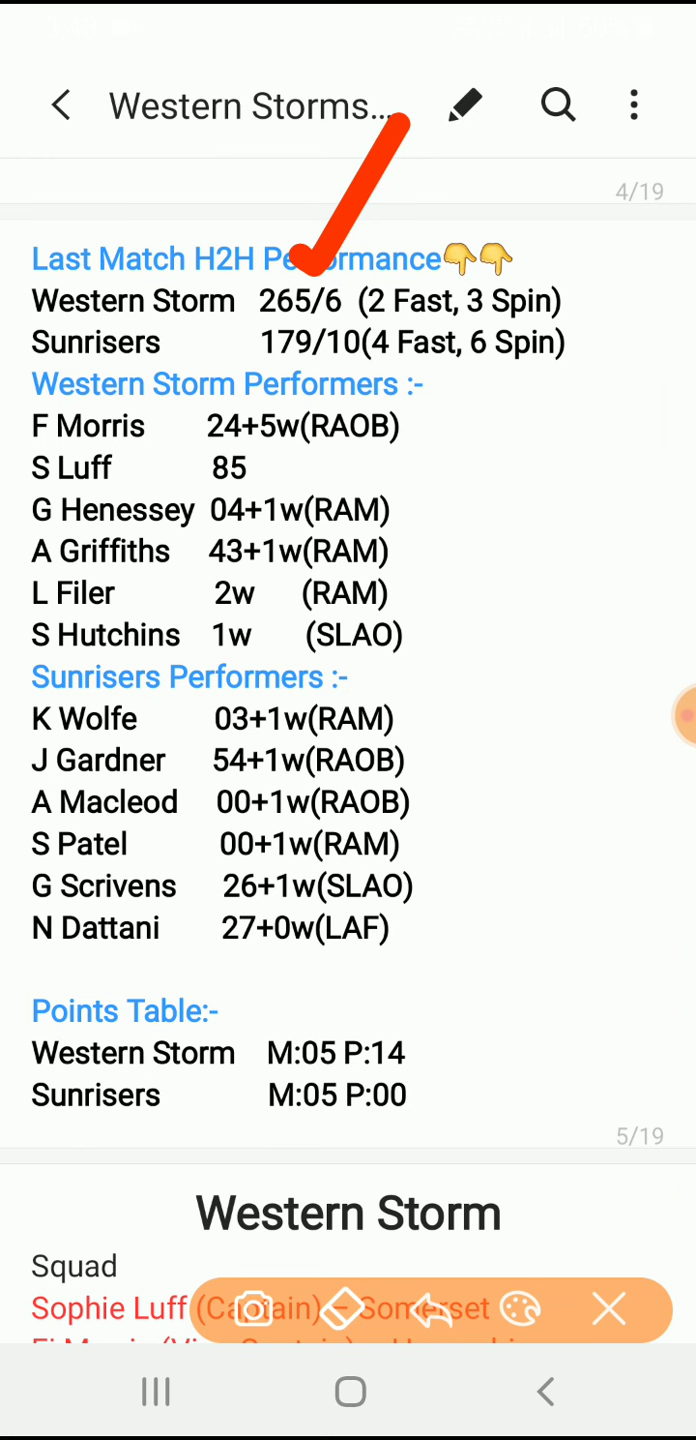 Western Storms...
4/19
Last Match H2H Performance👇👇
Western Storm 265/6 (2 Fast, 3 Spin)
Sunrisers 179/10(4 Fast, 6 Spin)
Western Storm Performers :-
F Morris 24+5w(RAOB)
S Luff 85
G Henessey 04+1w(RAM)
A Griffiths 43+1w(RAM)
L Filer 2w (RAM)
S Hutchins 1w (SLAO)
Sunrisers Performers :-
K Wolfe 03+1w(RAM)
J Gardner 54+1w(RAOB)
A Macleod 00+1w(RAOB)
S Patel 00+1w(RAM)
G Scrivens 26+1w(SLAO)
N Dattani 27+0w(LAF)
Points Table:-
Western Storm M:05 P:14
Sunrisers M:05 P:00
5/19
Western Storm
Squad
Sophie Luff (Captain) – Somerset